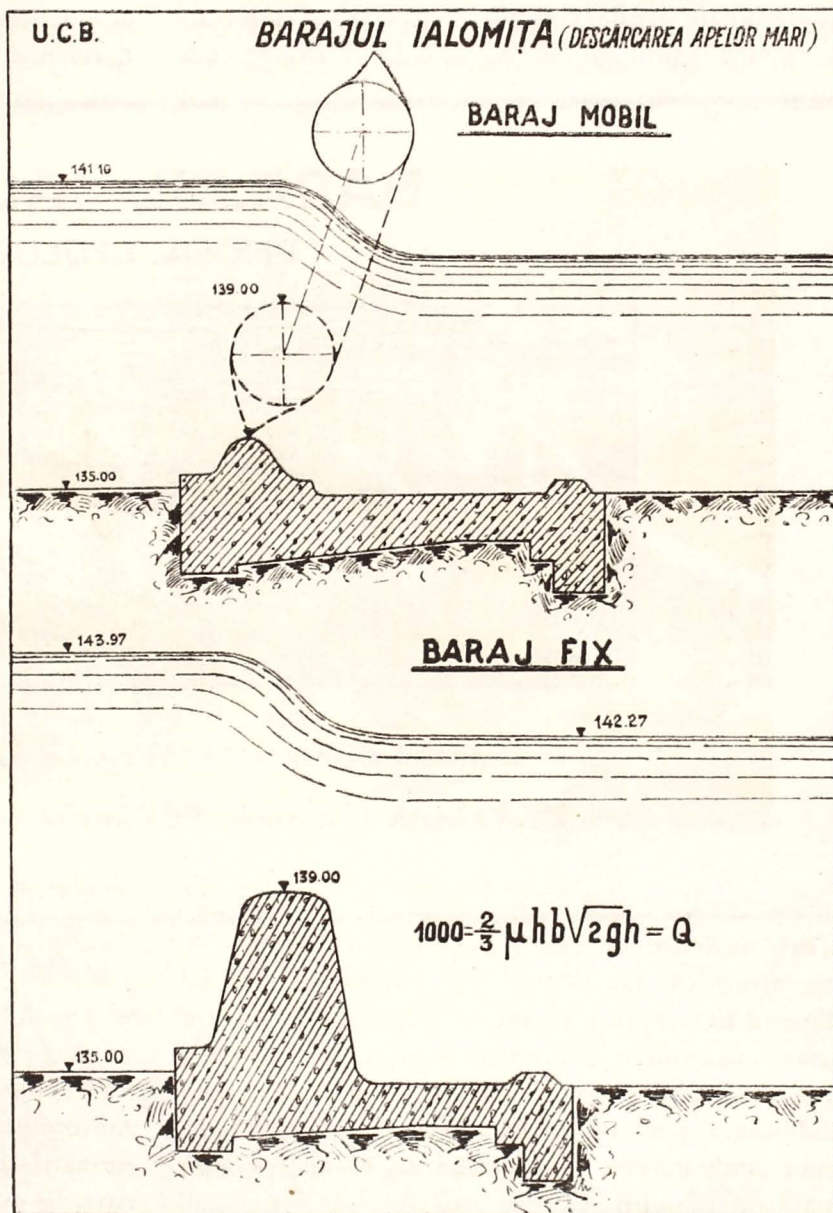 U.C.B.
BARAJUL IALOMIȚA (DESCĂRCAREA APELOR MARI)
BARAJ MOBIL
141 10
139 00
135.00
BARAJ FIX
143.97
142.27
139.00
1000=2/3 μhb√2gh = Q
135.00